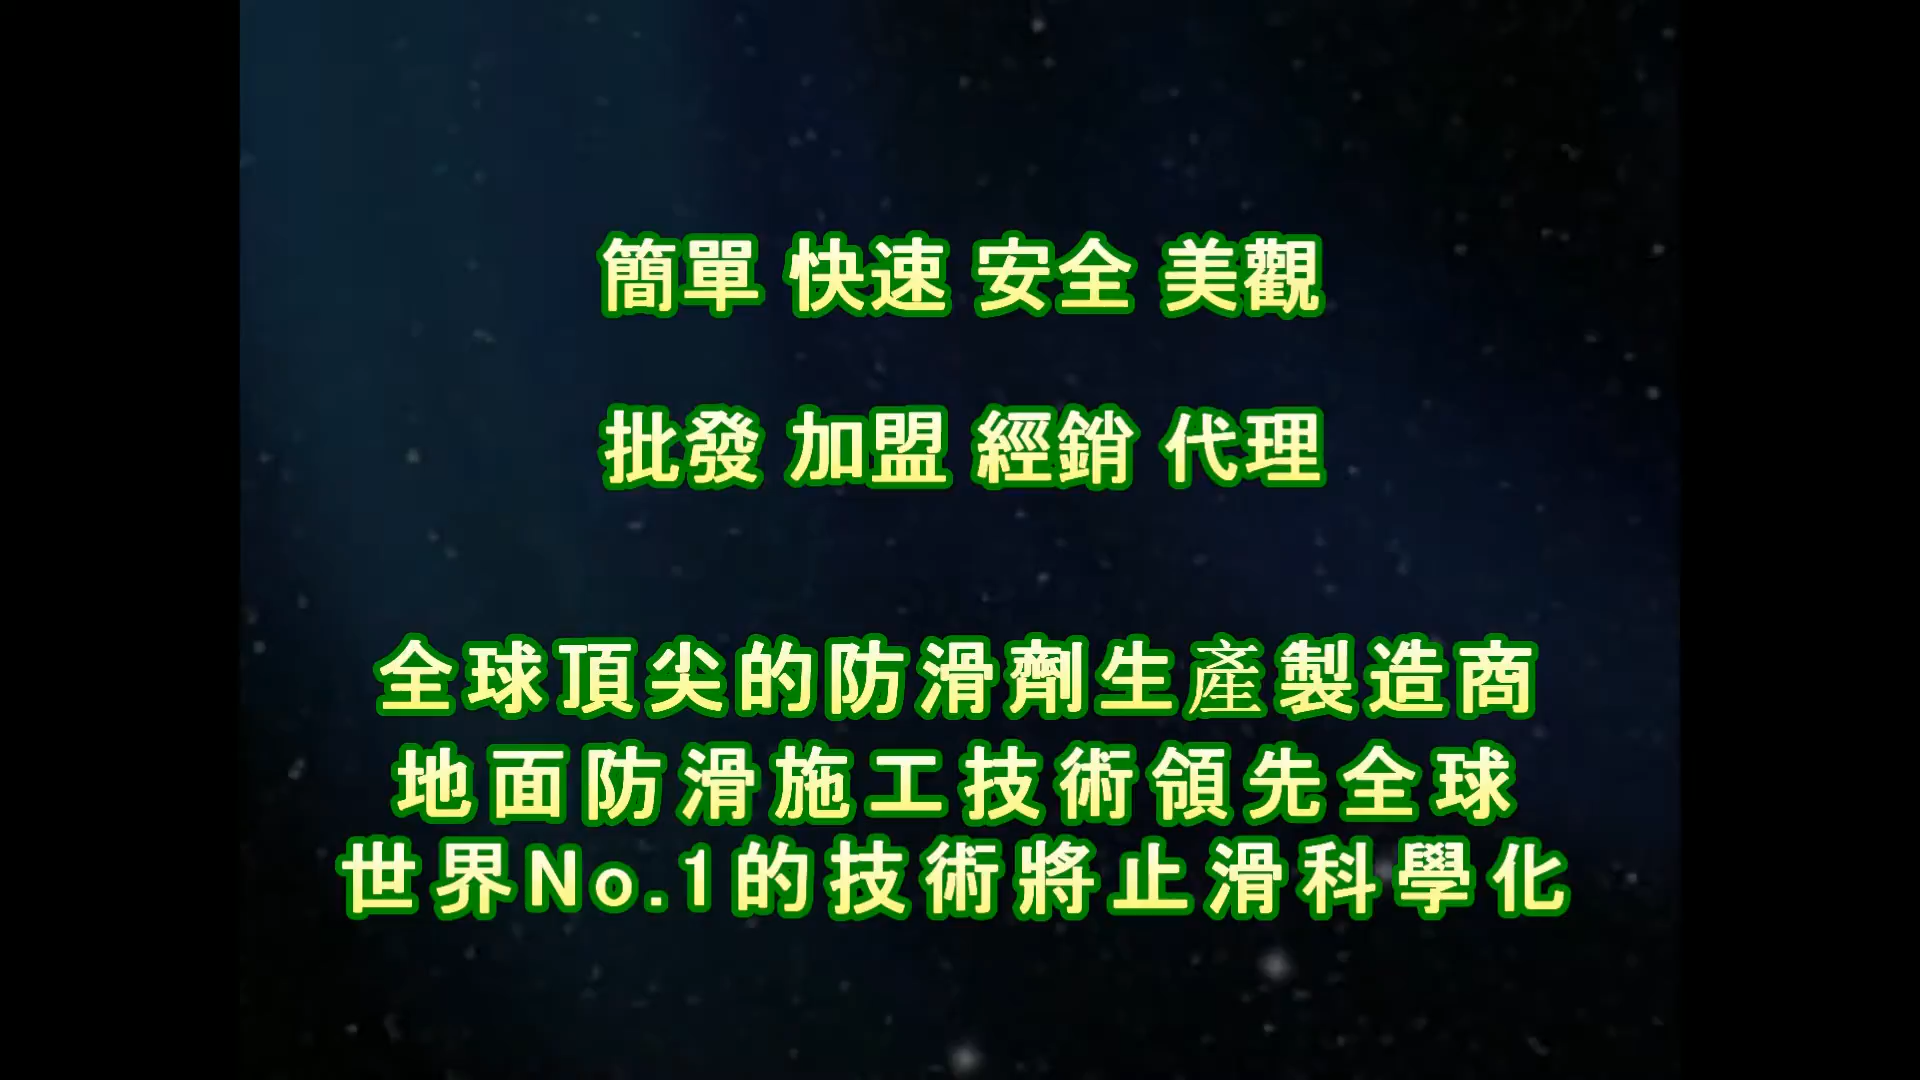 簡單 快速 安全 美觀
批發 加盟 經銷 代理
全球頂尖的防滑劑生產製造商
地面防滑施工技術領先全球
世界No.1的技術將止滑科學化